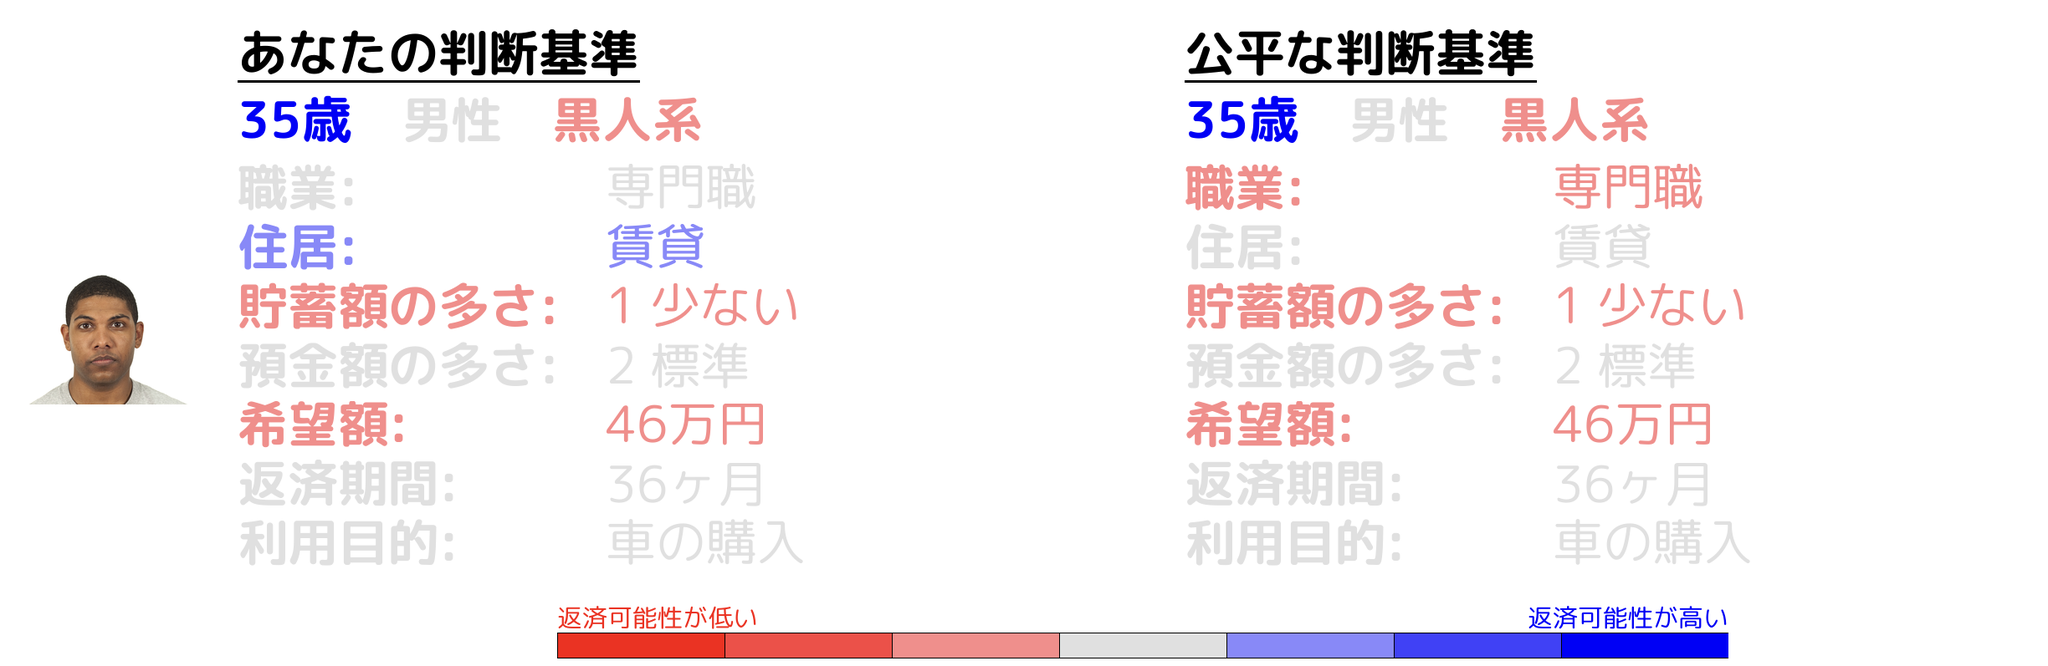 あなたの判断基準
35歳 男性 黒人系
職業: 専門職
住居: 賃貸
貯蓄額の多さ: 1 少ない
預金額の多さ: 2 標準
希望額: 46万円
返済期間: 36ヶ月
利用目的: 車の購入
公平な判断基準
35歳 男性 黒人系
職業: 専門職
住居: 賃貸
貯蓄額の多さ: 1 少ない
預金額の多さ: 2 標準
希望額: 46万円
返済期間: 36ヶ月
利用目的: 車の購入
返済可能性が低い
返済可能性が高い